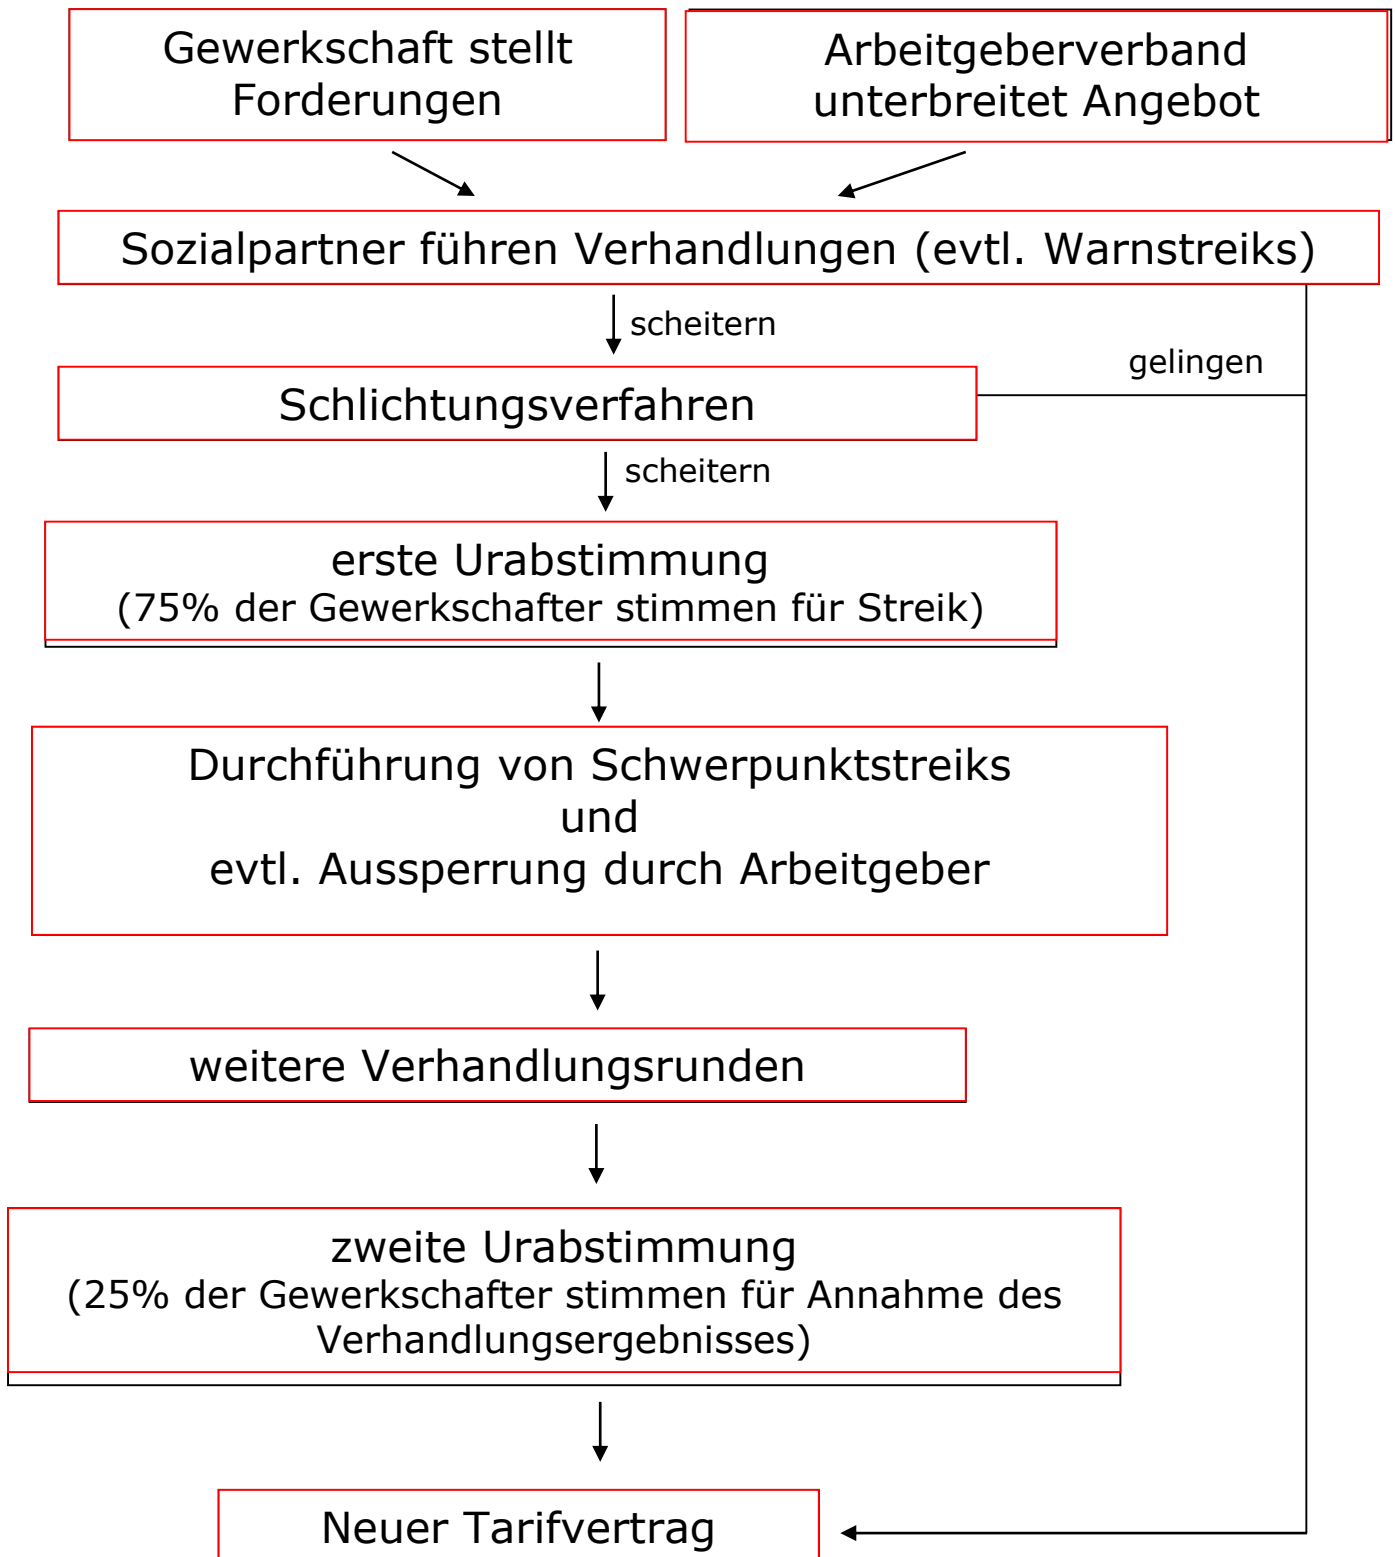 Gewerkschaft stellt
Forderungen
Arbeitgeberverband
unterbreitet Angebot
Sozialpartner führen Verhandlungen (evtl. Warnstreiks)
scheitern
gelingen
Schlichtungsverfahren
scheitern
erste Urabstimmung
(75% der Gewerkschafter stimmen für Streik)
Durchführung von Schwerpunktstreiks
und
evtl. Aussperrung durch Arbeitgeber
weitere Verhandlungsrunden
zweite Urabstimmung
(25% der Gewerkschafter stimmen für Annahme des
Verhandlungsergebnisses)
Neuer Tarifvertrag